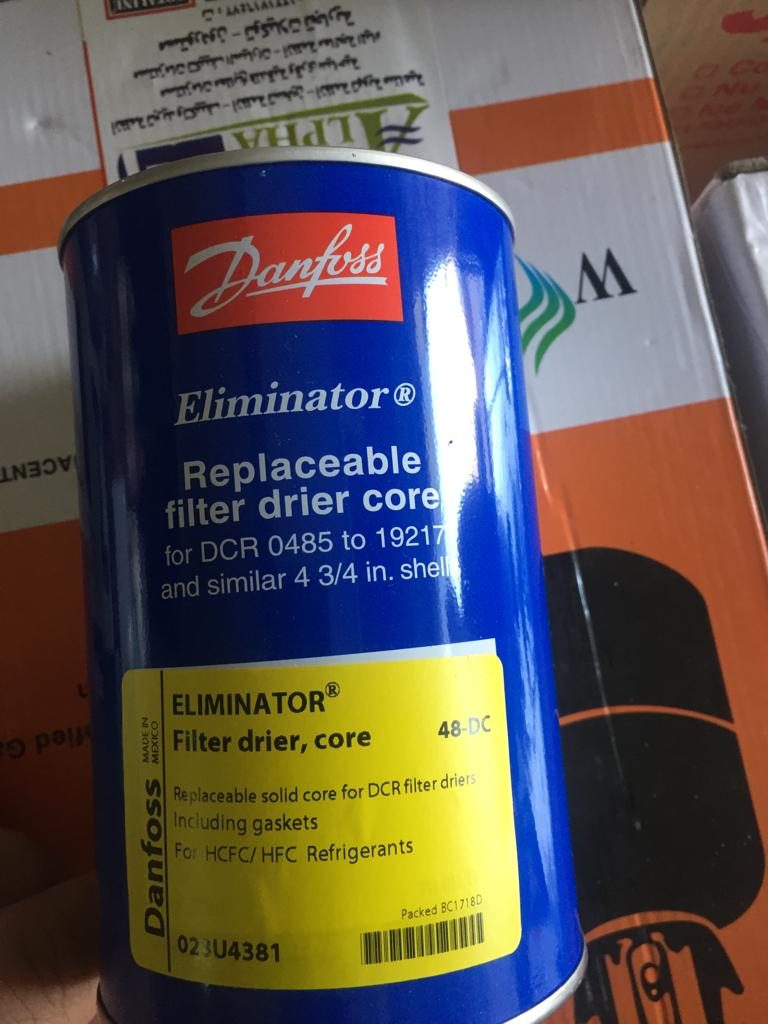 Danfoss
Eliminator®
Replaceable
filter drier core
for DCR 0485 to 19217
and similar 4 3/4 in. shell
ELIMINATOR®
Filter drier, core 48-DC
Replaceable solid core for DCR filter driers
Including gaskets
For HCFC/ HFC Refrigerants
Packed BC1718D
023U4381
Danfoss
MADE IN
MEXICO
ALPHA
W